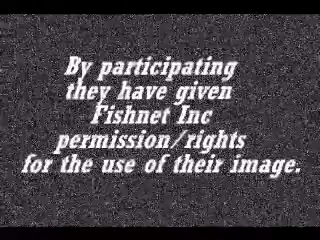 By participating
they have given
Fishnet Inc
permission/rights
for the use of their image.